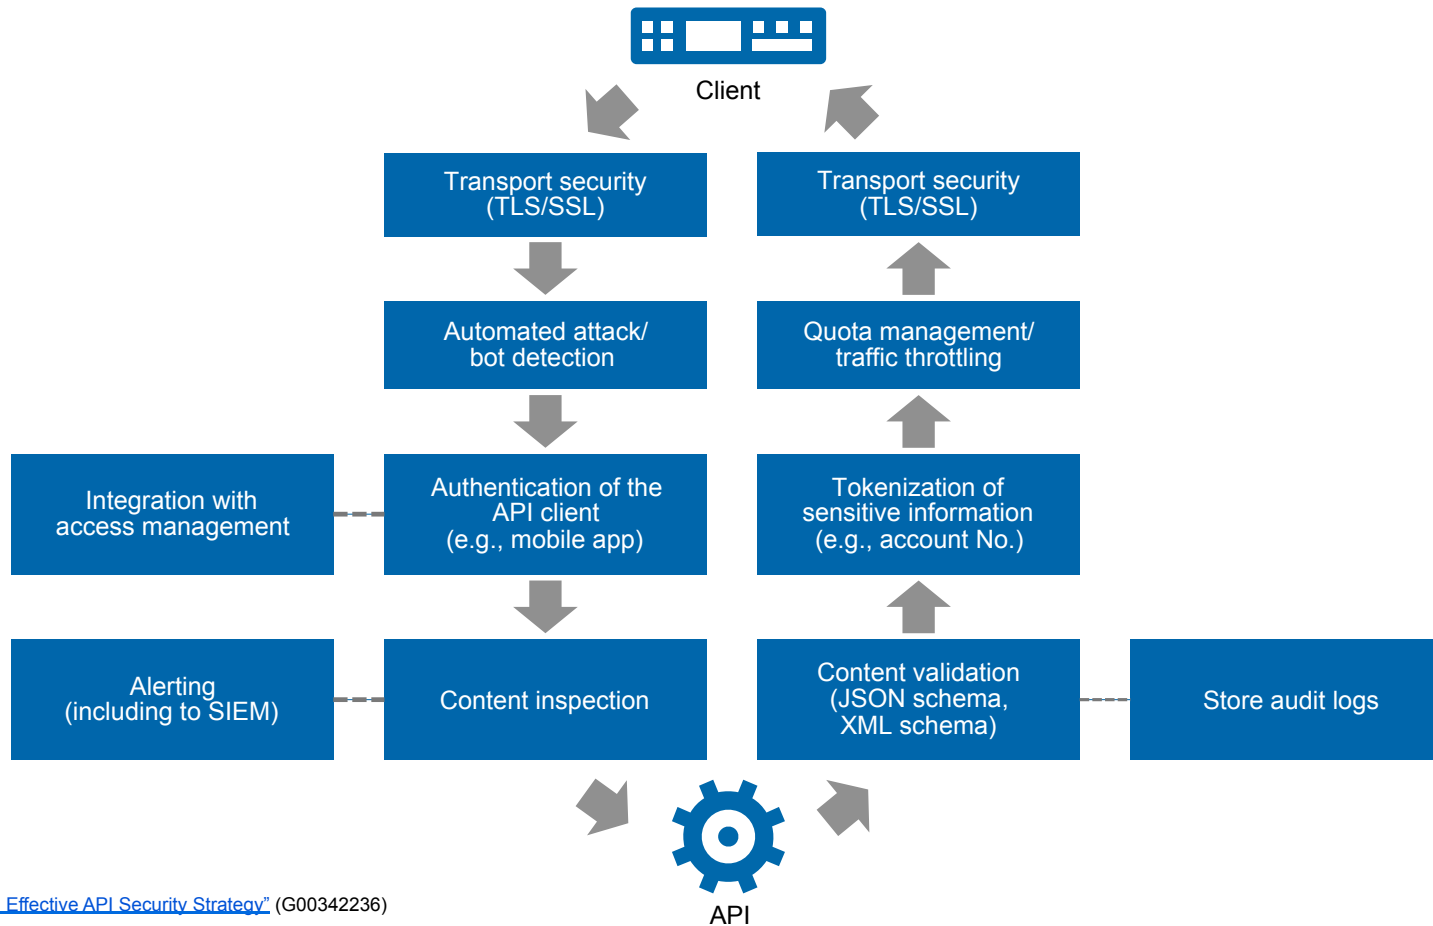 Client
Transport security
(TLS/SSL)
Transport security
(TLS/SSL)
Automated attack/
bot detection
Quota management/
traffic throttling
Integration with
access management
Authentication of the
API client
(e.g., mobile app)
Tokenization of
sensitive information
(e.g., account No.)
Alerting
(including to SIEM)
Content inspection
Content validation
(JSON schema,
XML schema)
Store audit logs
Effective API Security Strategy” (G00342236)
API